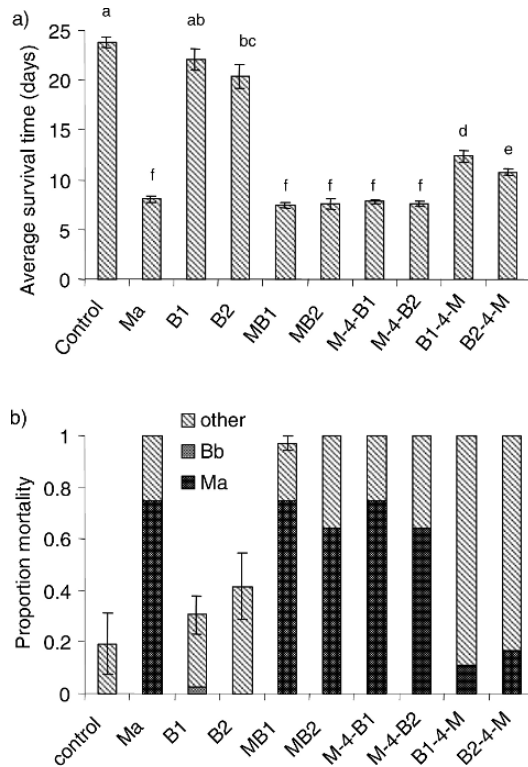 a)
Average survival time (days)
25
20
15
10
5
0
a
f
ab
bc
f
f
f
f
d
e
Control
Ma
B1
B2
MB1
MB2
M-4-B1
M-4-B2
B1-4-M
B2-4-M
b)
other
Bb
Ma
Proportion mortality
1
0.8
0.6
0.4
0.2
0
control
Ma
B1
B2
MB1
MB2
M-4-B1
M-4-B2
B1-4-M
B2-4-M